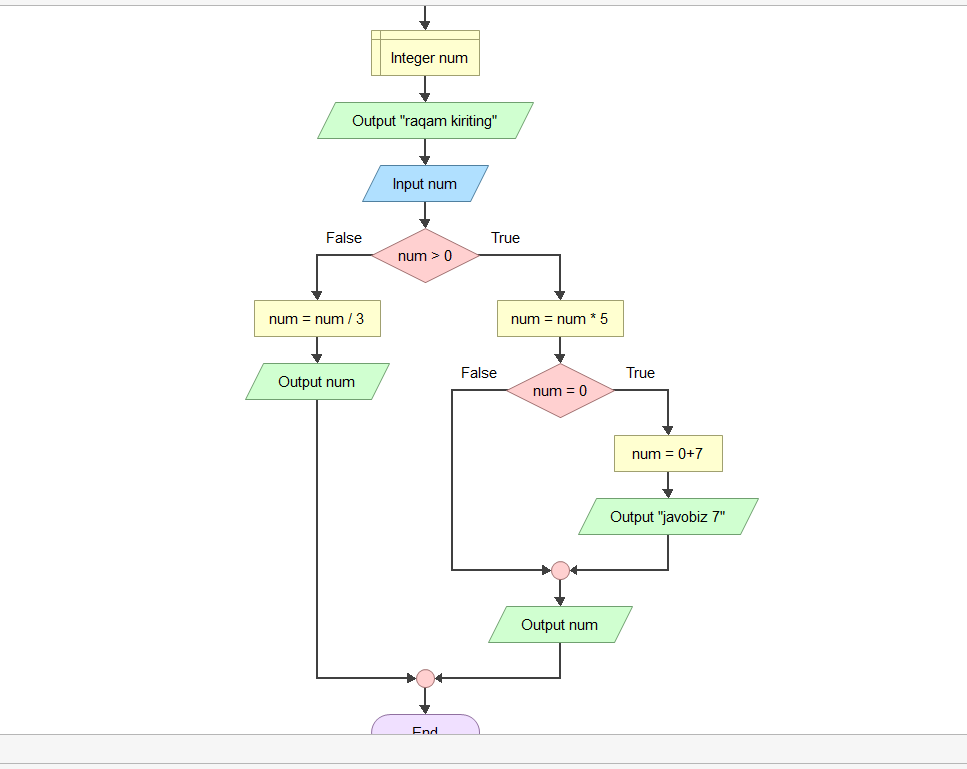 Integer num
Output "raqam kiriting"
Input num
False
True
num > 0
num = num / 3
num = num * 5
Output num
False
True
num = 0
num = 0+7
Output "javobiz 7"
Output num
End